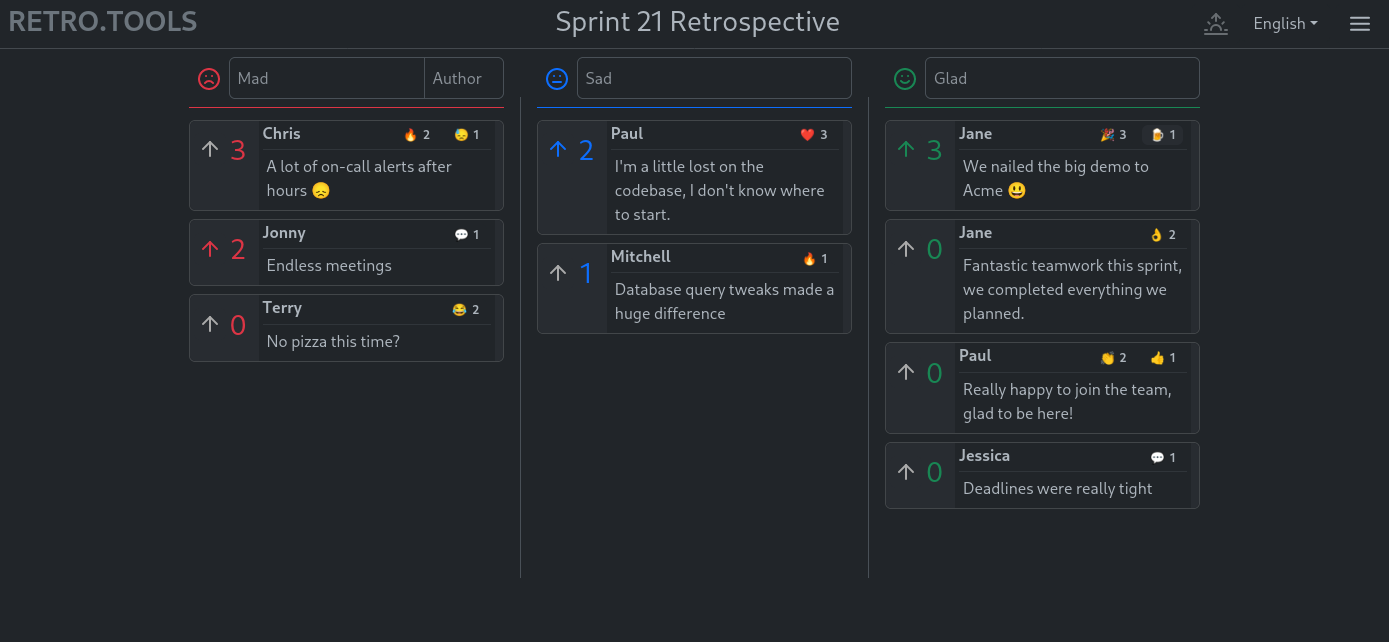 RETRO.TOOLS
Sprint 21 Retrospective
English
Mad
Author
3
Chris
🔥 2
😓 1
A lot of on-call alerts after
hours 😞
2
Jonny
💬 1
Endless meetings
0
Terry
😂 2
No pizza this time?
Sad
2
Paul
❤️ 3
I'm a little lost on the
codebase, I don't know where
to start.
1
Mitchell
🔥 1
Database query tweaks made a
huge difference
Glad
3
Jane
🎉 3
🍺 1
We nailed the big demo to
Acme 😃
0
Jane
👌 2
Fantastic teamwork this sprint,
we completed everything we
planned.
0
Paul
👏 2
👍 1
Really happy to join the team,
glad to be here!
0
Jessica
💬 1
Deadlines were really tight